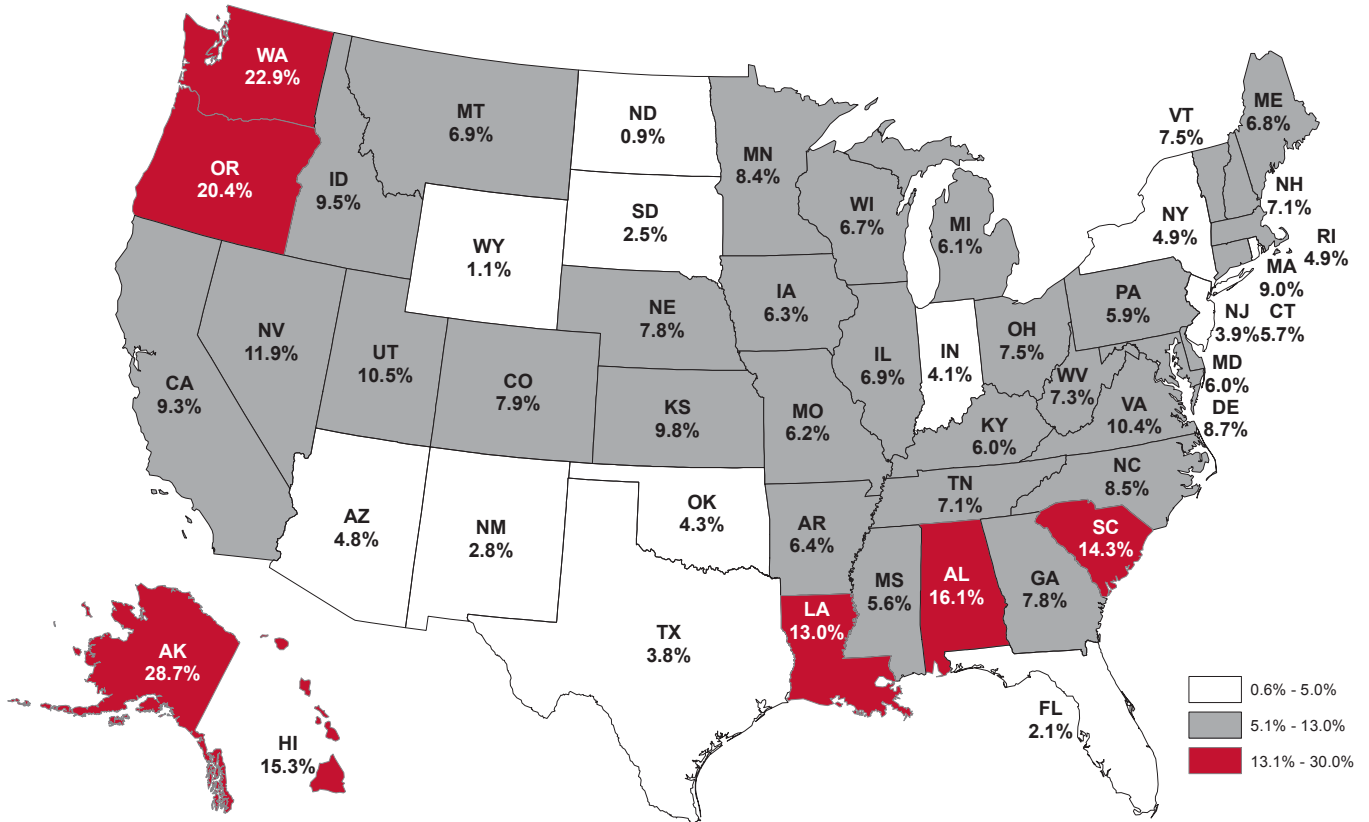 WA
22.9%
MT
6.9%
ND
0.9%
MN
8.4%
VT
7.5%
ME
6.8%
OR
20.4%
ID
9.5%
SD
2.5%
WI
6.7%
MI
6.1%
NY
4.9%
NH
7.1%
RI
4.9%
MA
9.0%
WY
1.1%
NE
7.8%
IA
6.3%
PA
5.9%
NJ
3.9%
CT
5.7%
NV
11.9%
UT
10.5%
CO
7.9%
IL
6.9%
IN
4.1%
OH
7.5%
WV
7.3%
MD
6.0%
DE
8.7%
CA
9.3%
KS
9.8%
MO
6.2%
KY
6.0%
VA
10.4%
TN
7.1%
NC
8.5%
AZ
4.8%
NM
2.8%
OK
4.3%
AR
6.4%
SC
14.3%
MS
5.6%
AL
16.1%
GA
7.8%
LA
13.0%
TX
3.8%
AK
28.7%
HI
15.3%
FL
2.1%
0.6% - 5.0%
5.1% - 13.0%
13.1% - 30.0%